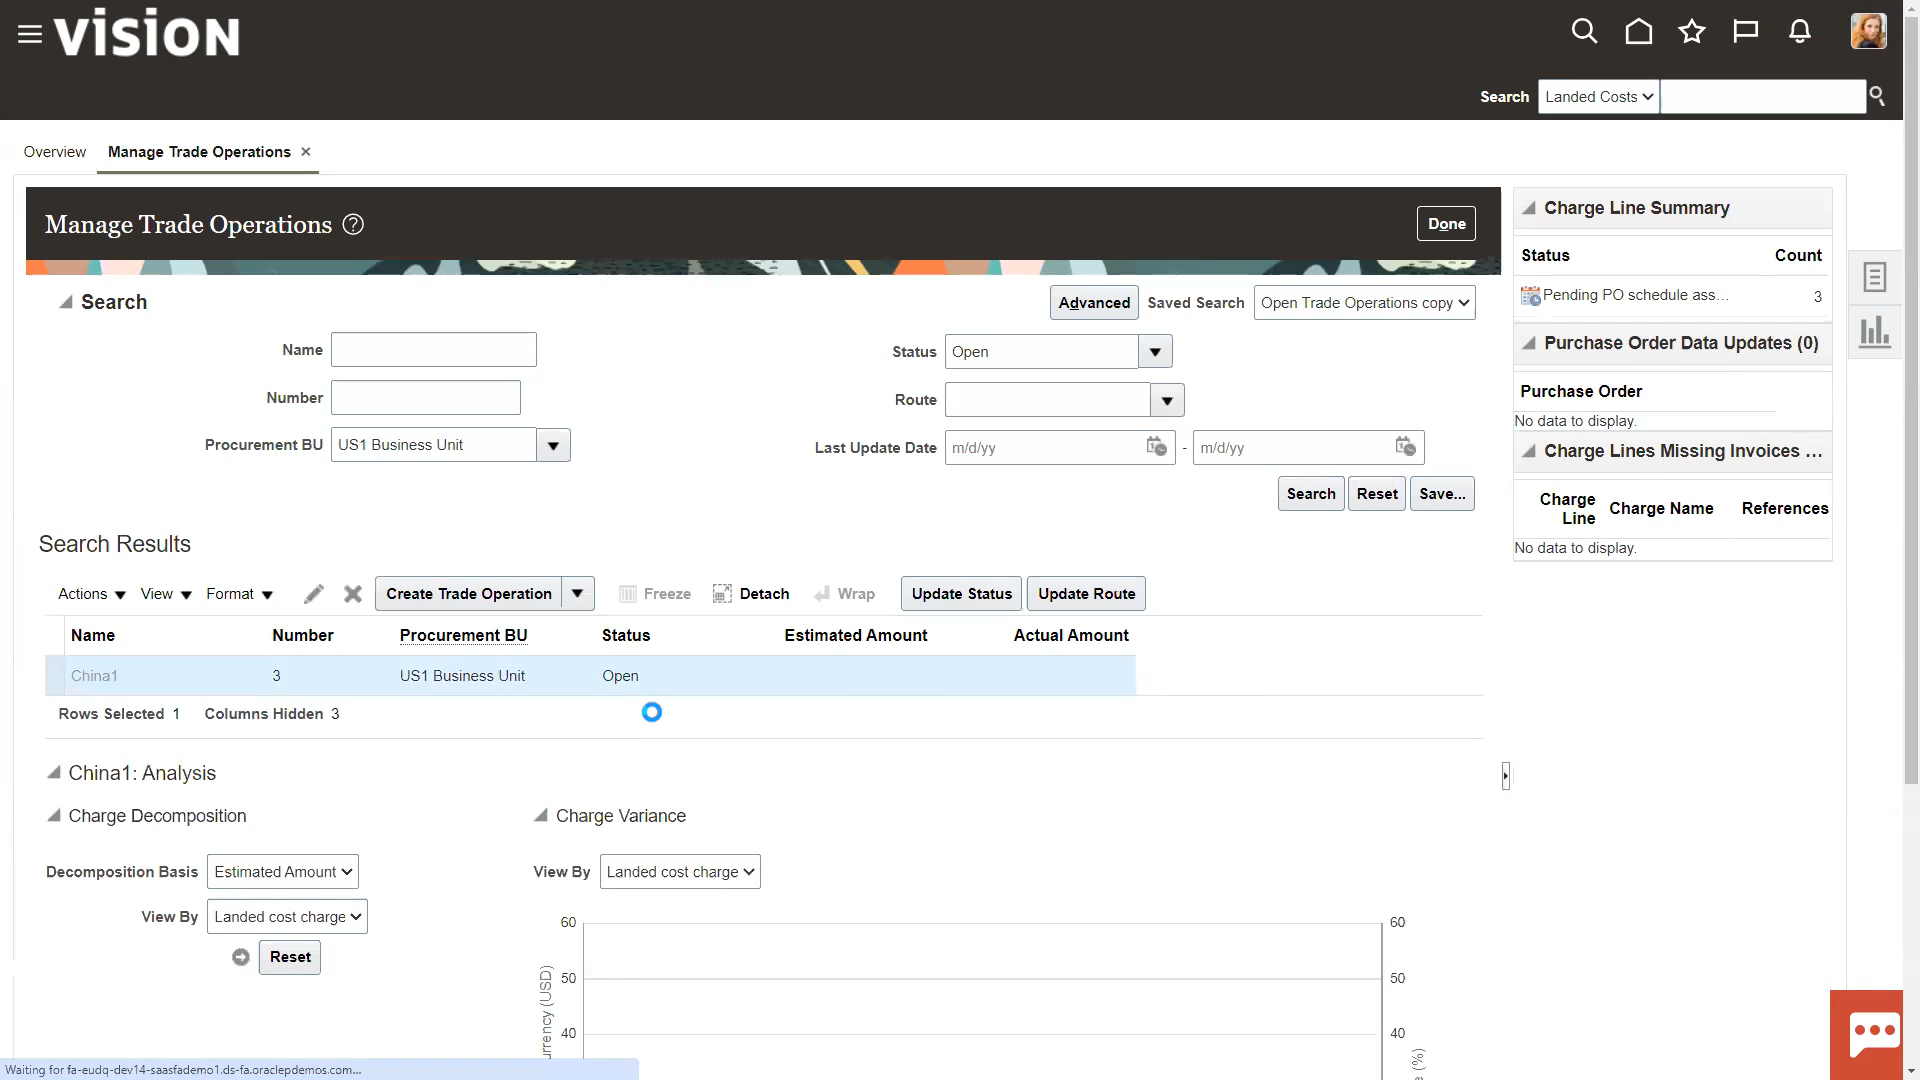 vision
Search Landed Costs
Overview Manage Trade Operations ×
Manage Trade Operations ?
Done
Search
Advanced Saved Search Open Trade Operations copy
Name
Number
Procurement BU US1 Business Unit
Status Open
Route
Last Update Date m/d/yy - m/d/yy
Search Reset Save...
Search Results
Actions View Format Create Trade Operation Freeze Detach Wrap Update Status Update Route
Name Number Procurement BU Status Estimated Amount Actual Amount
China1 3 US1 Business Unit Open
Rows Selected 1 Columns Hidden 3
China1: Analysis
Charge Decomposition
Decomposition Basis Estimated Amount
View By Landed cost charge
Reset
Charge Variance
View By Landed cost charge
60
50
40
60
50
40
Charge Line Summary
Status Count
Pending PO schedule ass... 3
Purchase Order Data Updates (0)
Purchase Order
No data to display.
Charge Lines Missing Invoices ...
Charge Line Charge Name References
No data to display.
Waiting for fa-eudq-dev14-saasfademo1.ds-fa.oraclepdemos.com...